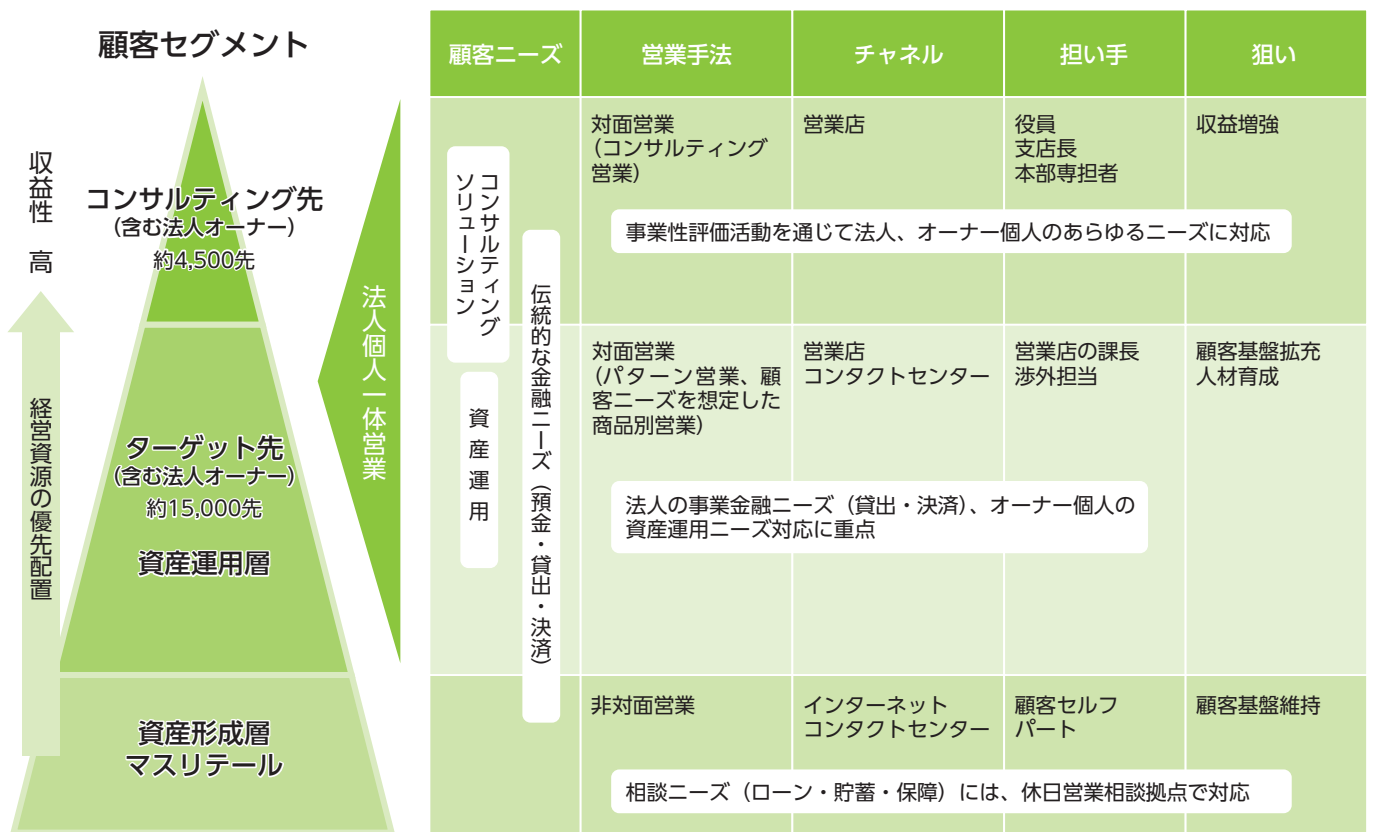 顧客セグメント
収益性 高
経営資源の優先配置
コンサルティング先
（含む法人オーナー）
約4,500先
ターゲット先
（含む法人オーナー）
約15,000先
資産運用層
資産形成層
マスリテール
法人個人一体営業
顧客ニーズ
営業手法
チャネル
担い手
狙い
コンサルティング
ソリューション
資産運用
伝統的な金融ニーズ（預金・貸出・決済）
対面営業
（コンサルティング
営業）
営業店
役員
支店長
本部専担者
収益増強
事業性評価活動を通じて法人、オーナー個人のあらゆるニーズに対応
対面営業
（パターン営業、顧
客ニーズを想定した
商品別営業）
営業店
コンタクトセンター
営業店の課長
渉外担当
顧客基盤拡充
人材育成
法人の事業金融ニーズ（貸出・決済）、オーナー個人の
資産運用ニーズ対応に重点
非対面営業
インターネット
コンタクトセンター
顧客セルフ
パート
顧客基盤維持
相談ニーズ（ローン・貯蓄・保障）には、休日営業相談拠点で対応